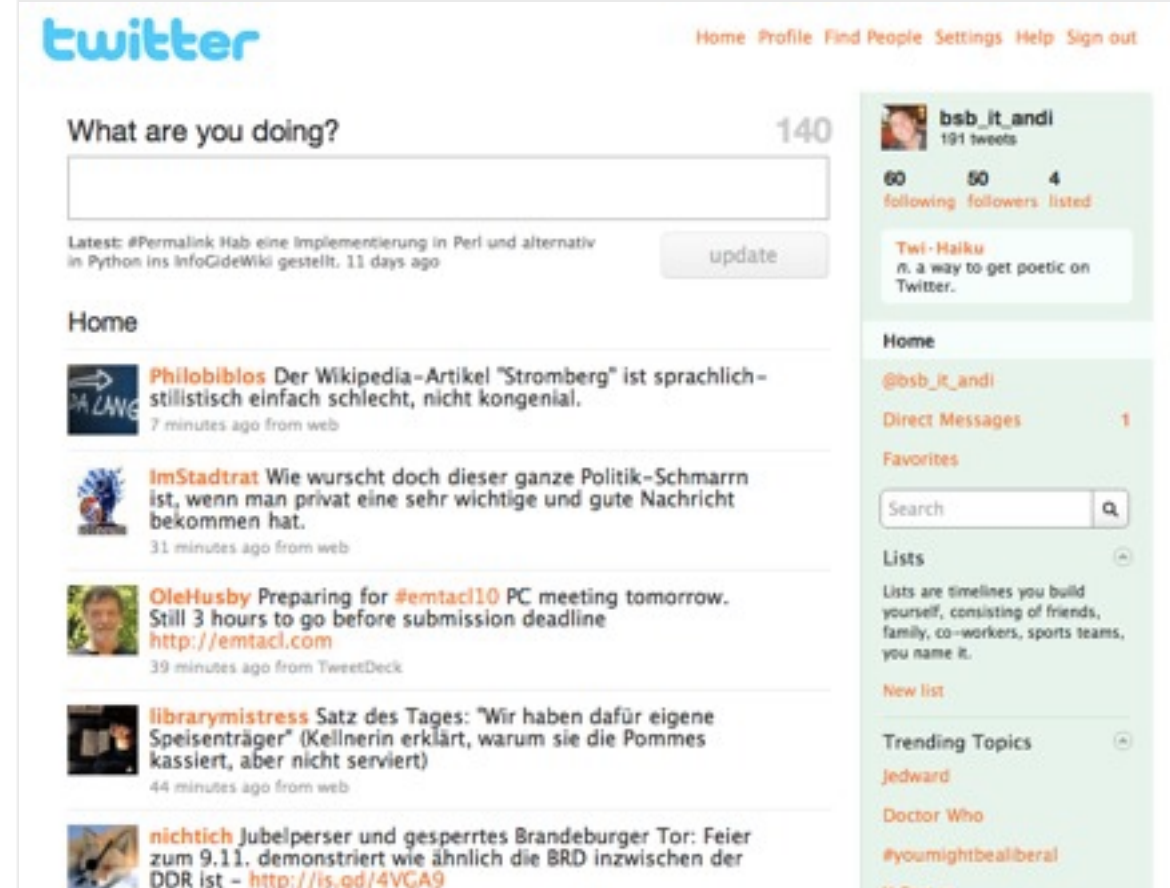 twitter
Home Profile Find People Settings Help Sign out
What are you doing?
140
Latest: #Permalink Hab eine Implementierung in Perl und alternativ
in Python ins InfoGideWiki gestellt. 11 days ago
update
Home
Philobiblos Der Wikipedia-Artikel "Stromberg" ist sprachlich-
stilistisch einfach schlecht, nicht kongenial.
7 minutes ago from web
ImStadtrat Wie wurscht doch dieser ganze Politik-Schmarrn
ist, wenn man privat eine sehr wichtige und gute Nachricht
bekommen hat.
31 minutes ago from web
OleHusby Preparing for #emtacl10 PC meeting tomorrow.
Still 3 hours to go before submission deadline
http://emtacl.com
39 minutes ago from TweetDeck
librarymistress Satz des Tages: "Wir haben dafür eigene
Speisenträger" (Kellnerin erklärt, warum sie die Pommes
kassiert, aber nicht serviert)
44 minutes ago from web
nichtich Jubelperser und gesperrtes Brandeburger Tor: Feier
zum 9.11. demonstriert wie ähnlich die BRD inzwischen der
DDR ist - http://is.gd/4VGA9
bsb_it_andi
191 tweets
60 50 4
following followers listed
Twi-Haiku
n. a way to get poetic on
Twitter.
Home
@bsb_it_andi
Direct Messages 1
Favorites
Search
Lists
Lists are timelines you build
yourself, consisting of friends,
family, co-workers, sports teams,
you name it.
New list
Trending Topics
Jedward
Doctor Who
#youmightbealiberal